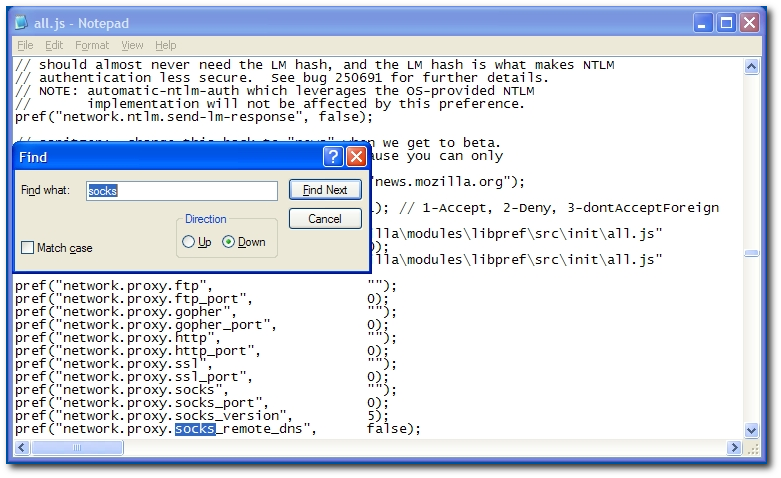 all.js - Notepad
File Edit Format View Help
// should almost never need the LM hash, and the LM hash is what makes NTLM
// authentication less secure.  See bug 250691 for further details.
// NOTE: automatic-ntlm-auth which leverages the OS-provided NTLM
//       implementation will not be affected by this preference.
pref("network.ntlm.send-lm-response", false);
hen we get to beta.
ause you can only
"news.mozilla.org");
); // 1-Accept, 2-Deny, 3-dontAcceptForeign
lla\modules\libpref\src\init\all.js"
0);
lla\modules\libpref\src\init\all.js"
Find
Find what: socks
Find Next
Direction
Cancel
Match case
Up Down
pref("network.proxy.ftp", "");
pref("network.proxy.ftp_port", 0);
pref("network.proxy.gopher", "");
pref("network.proxy.gopher_port", 0);
pref("network.proxy.http", "");
pref("network.proxy.http_port", 0);
pref("network.proxy.ssl", "");
pref("network.proxy.ssl_port", 0);
pref("network.proxy.socks", "");
pref("network.proxy.socks_port", 0);
pref("network.proxy.socks_version", 5);
pref("network.proxy.socks_remote_dns", false);